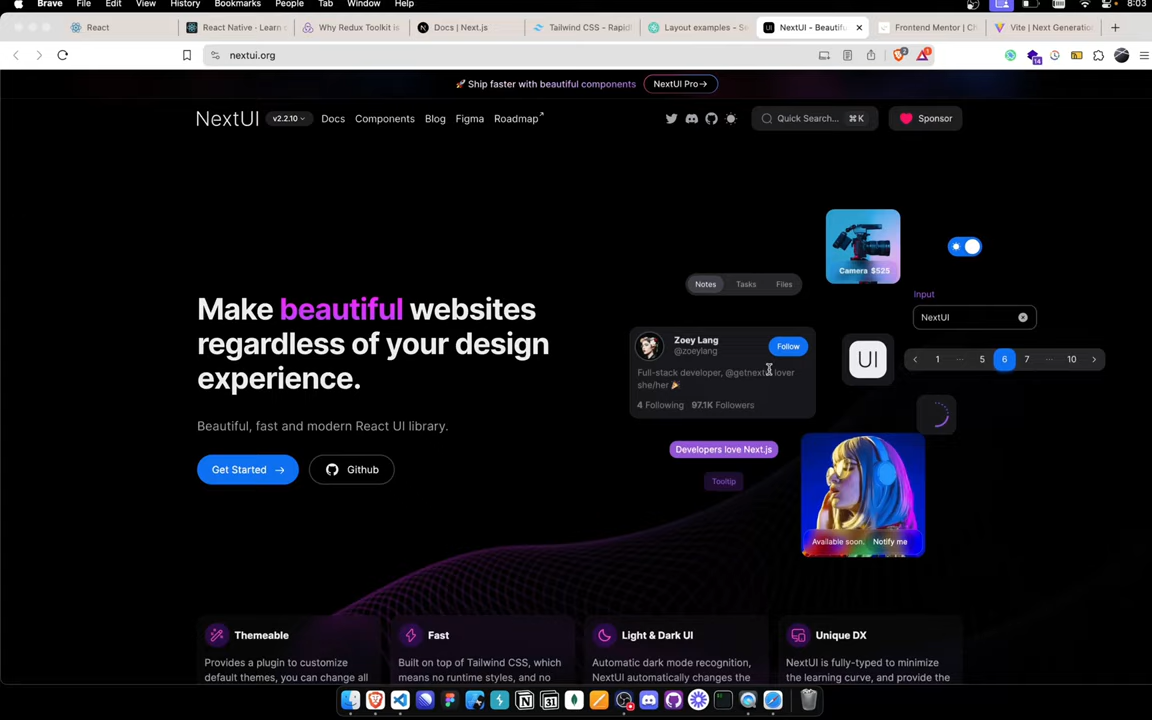 Brave File Edit View History Bookmarks People Tab Window Help 8:03
React
React Native · Learn
Why Redux Toolkit is
Docs | Next.js
Tailwind CSS - Rapid
Layout examples –
NextUI - Beautifu
Frontend Mentor | C
Vite | Next Generation
nextui.org
🚀 Ship faster with beautiful components NextUI Pro→
NextUI v2.2.10 Docs Components Blog Figma Roadmap Quick Search... ⌘K Sponsor
Camera $525
Notes Tasks Files
Input
NextUI
Make beautiful websites
regardless of your design
experience.
Zoey Lang
@zoeylang
Follow
Full-stack developer, @getnextui lover
she/her 🎉
4 Following 97.1K Followers
UI
1 ... 5 6 7 ... 10
Beautiful, fast and modern React UI library.
Developers love Next.js
Get Started → Github
Tooltip
Available soon. Notify me
Themeable
Provides a plugin to customize
default themes, you can change all
Fast
Built on top of Tailwind CSS, which
means no runtime styles, and no
Light & Dark UI
Automatic dark mode recognition,
NextUI automatically changes the
Unique DX
NextUI is fully-typed to minimize
the learning curve, and provide the